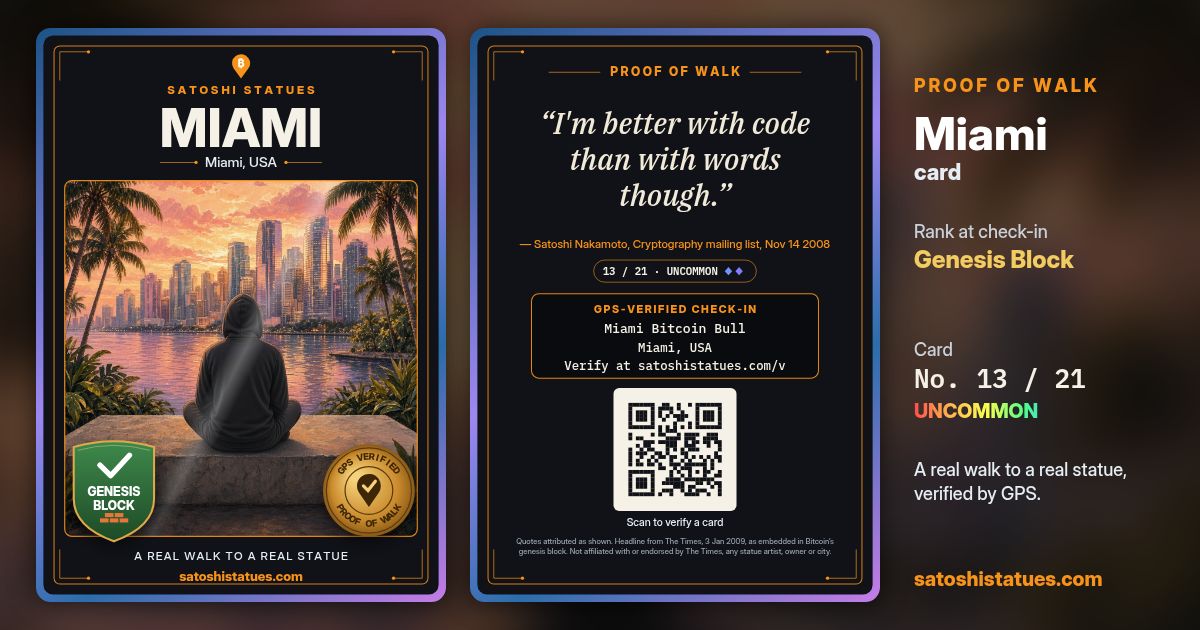 SATOSHI STATUES
MIAMI
Miami, USA
GENESIS
BLOCK
GPS VERIFIED
PROOF OF WALK
A REAL WALK TO A REAL STATUE
satoshistatues.com
PROOF OF WALK
“I'm better with code
than with words
though.”
— Satoshi Nakamoto, Cryptography mailing list, Nov 14 2008
13 / 21 · UNCOMMON
GPS-VERIFIED CHECK-IN
Miami Bitcoin Bull
Miami, USA
Verify at satoshistatues.com/v
Scan to verify a card
Quotes attributed as shown. Headline from The Times, 3 Jan 2009, as embedded in Bitcoin's
genesis block. Not affiliated with or endorsed by The Times, any statue artist, owner or city.
PROOF OF WALK
Miami
card
Rank at check-in
Genesis Block
Card
No. 13 / 21
UNCOMMON
A real walk to a real statue,
verified by GPS.
satoshistatues.com